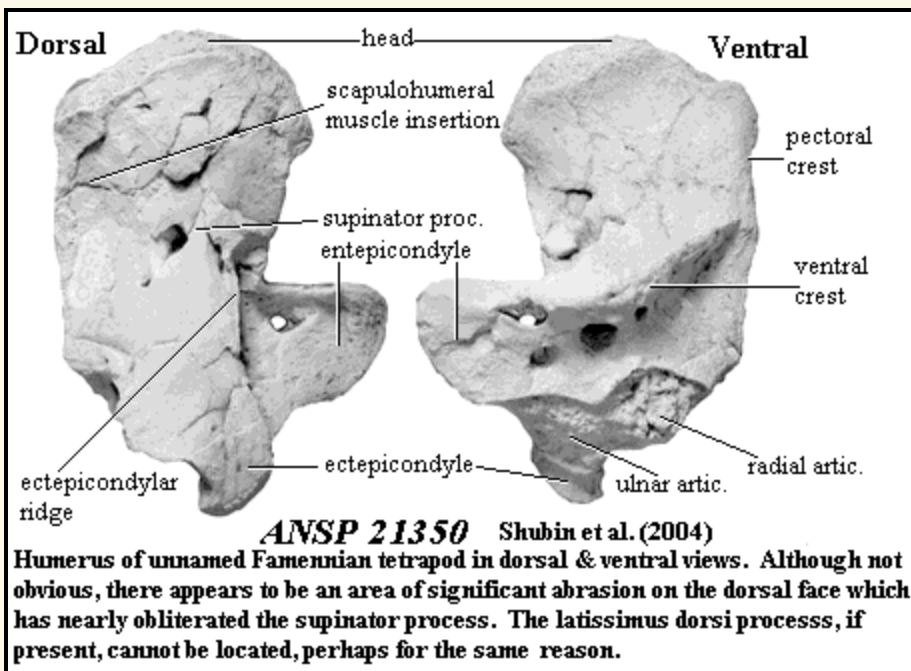 Dorsal
head
Ventral
scapulohumeral
muscle insertion
pectoral
crest
supinator proc.
entepicondyle
ventral
crest
ectepicondylar
ridge
ectepicondyle
radial artic.
ulnar artic.
ANSP 21350 Shubin et al. (2004)
Humerus of unnamed Famennian tetrapod in dorsal & ventral views. Although not
obvious, there appears to be an area of significant abrasion on the dorsal face which
has nearly obliterated the supinator process. The latissimus dorsi processs, if
present, cannot be located, perhaps for the same reason.